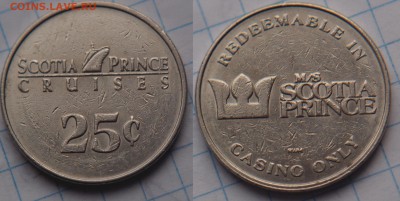 COINS.LAVE.RU
SCOTIA PRINCE
CRUISES
25¢
REDEEMABLE IN
M/S
SCOTIA
PRINCE
CASINO ONLY